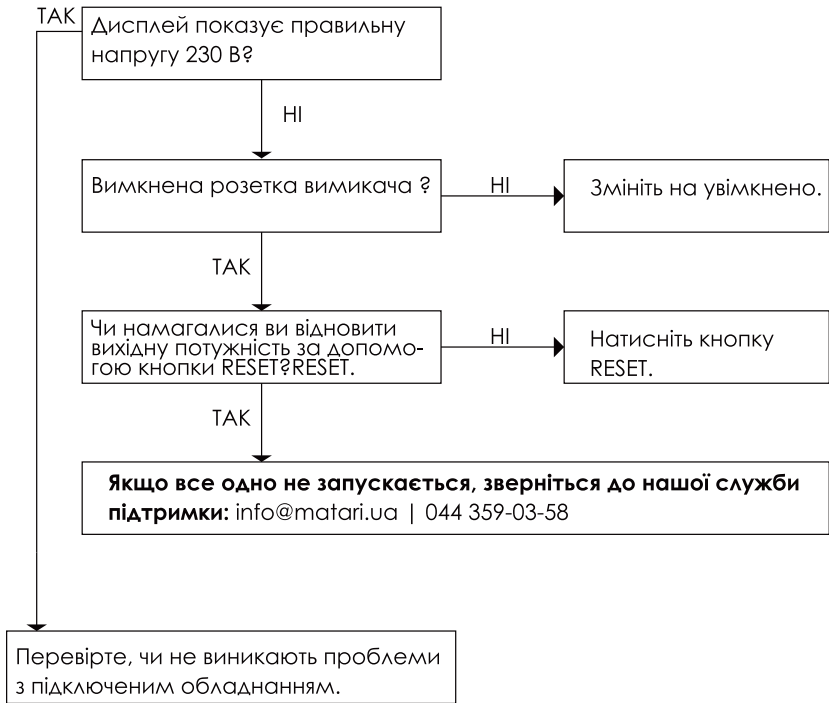 ТАК
Дисплей показує правильну
напругу 230 В?
НІ
Вимкнена розетка вимикача ?
НІ
Змініть на увімкнено.
ТАК
Чи намагалися ви відновити
вихідну потужність за допомо-
гою кнопки RESET?RESET.
НІ
Натисніть кнопку
RESET.
ТАК
Якщо все одно не запускається, зверніться до нашої служби
підтримки: info@matari.ua | 044 359-03-58
Перевірте, чи не виникають проблеми
з підключеним обладнанням.